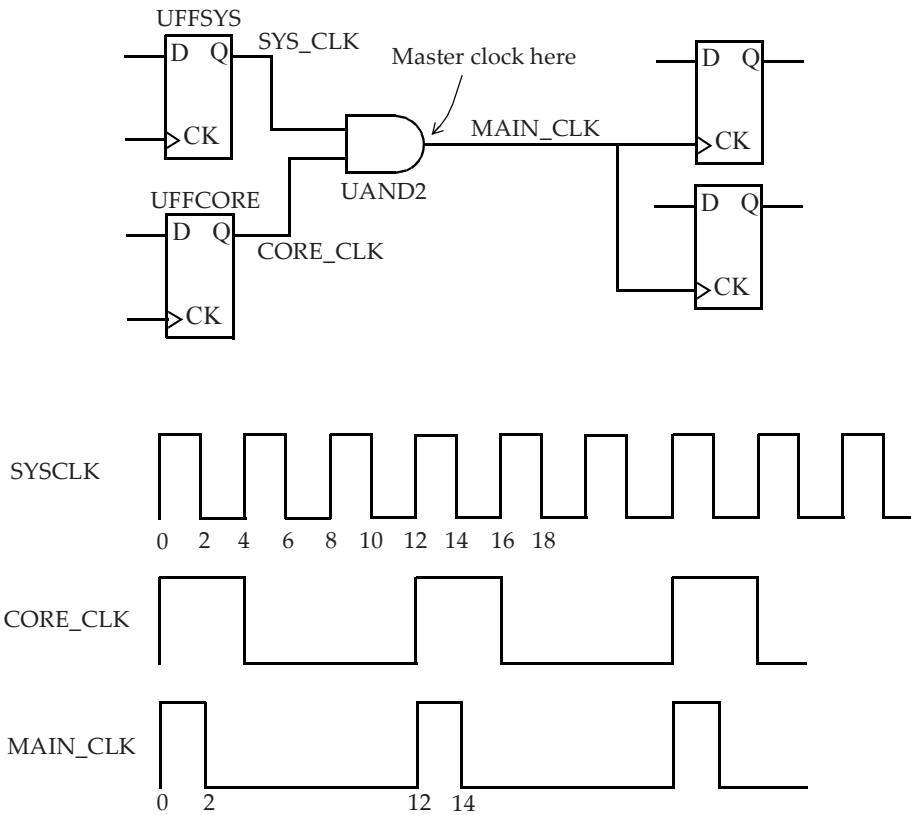 UFFSYS
D Q
SYS_CLK
CK
Master clock here
MAIN_CLK
UAND2
D Q
CK
UFFCORE
D Q
CORE_CLK
CK
D Q
CK
SYSCLK
0 2 4 6 8 10 12 14 16 18
CORE_CLK
MAIN_CLK
0 2 12 14